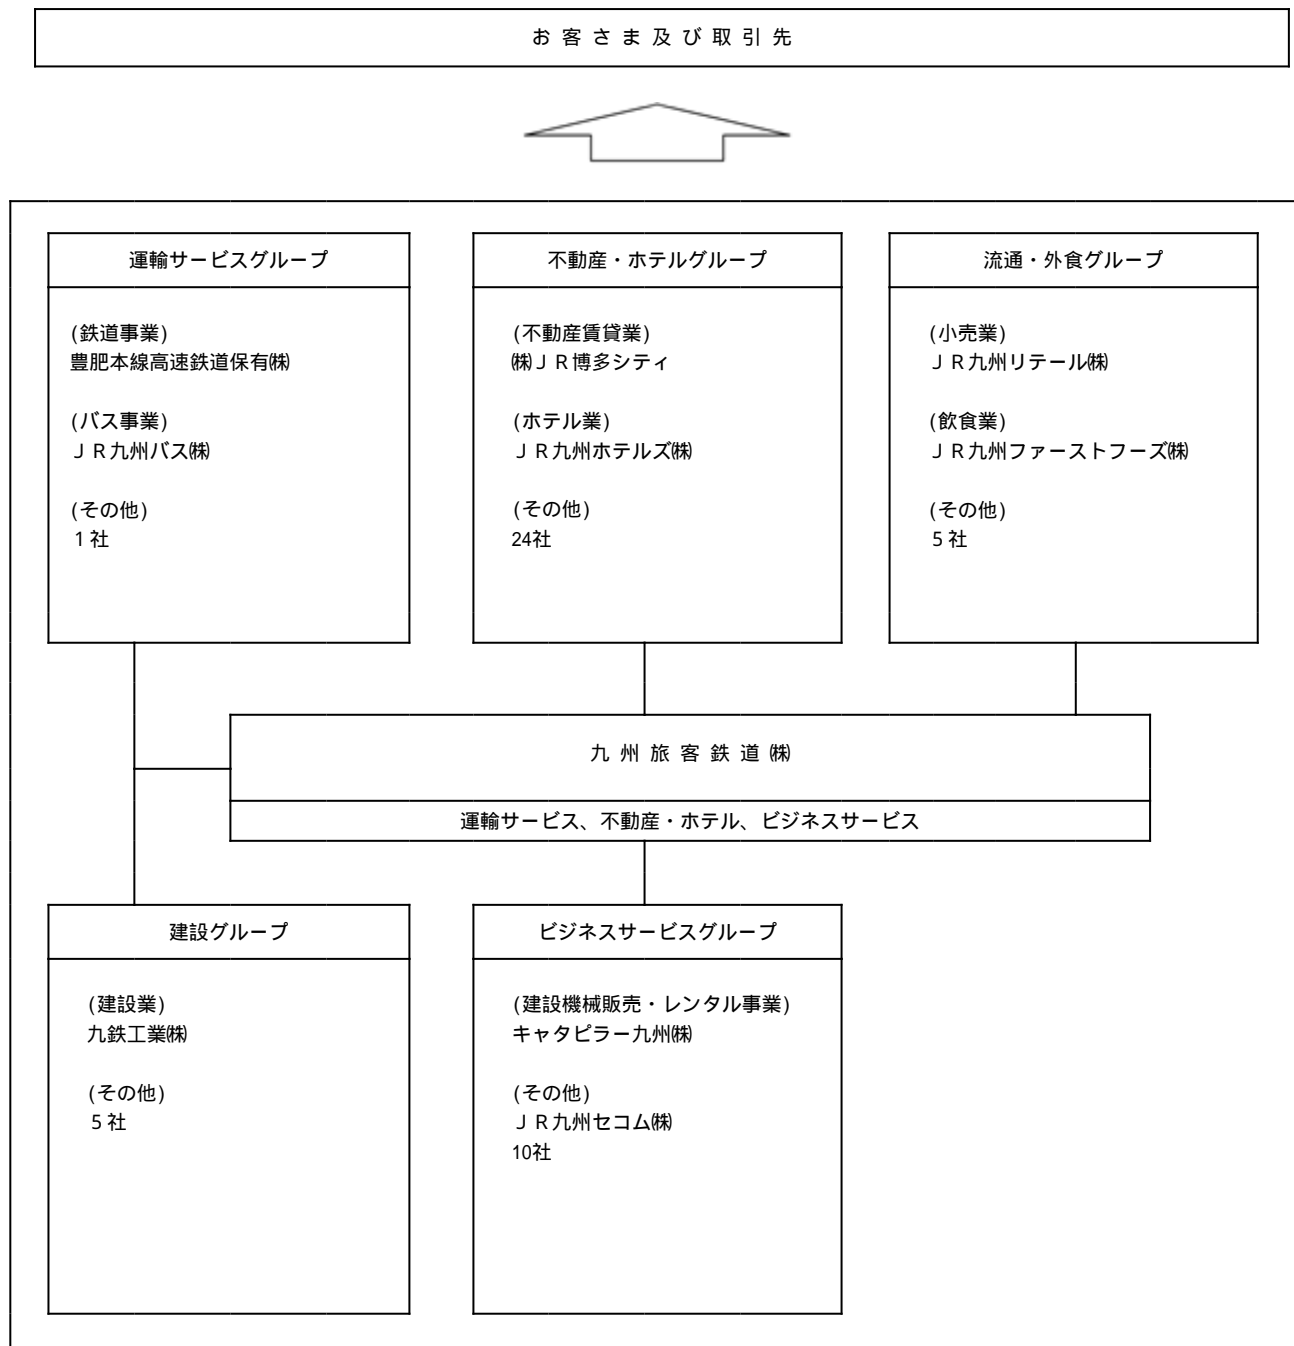 お客さま及び取引先
運輸サービスグループ
(鉄道事業)
豊肥本線高速鉄道保有㈱
(バス事業)
ＪＲ九州バス㈱
(その他)
１社
不動産・ホテルグループ
(不動産賃貸業)
㈱ＪＲ博多シティ
(ホテル業)
ＪＲ九州ホテルズ㈱
(その他)
24社
流通・外食グループ
(小売業)
ＪＲ九州リテール㈱
(飲食業)
ＪＲ九州ファーストフーズ㈱
(その他)
５社
九州旅客鉄道㈱
運輸サービス、不動産・ホテル、ビジネスサービス
建設グループ
(建設業)
九鉄工業㈱
(その他)
５社
ビジネスサービスグループ
(建設機械販売・レンタル事業)
キャタピラー九州㈱
(その他)
ＪＲ九州セコム㈱
10社